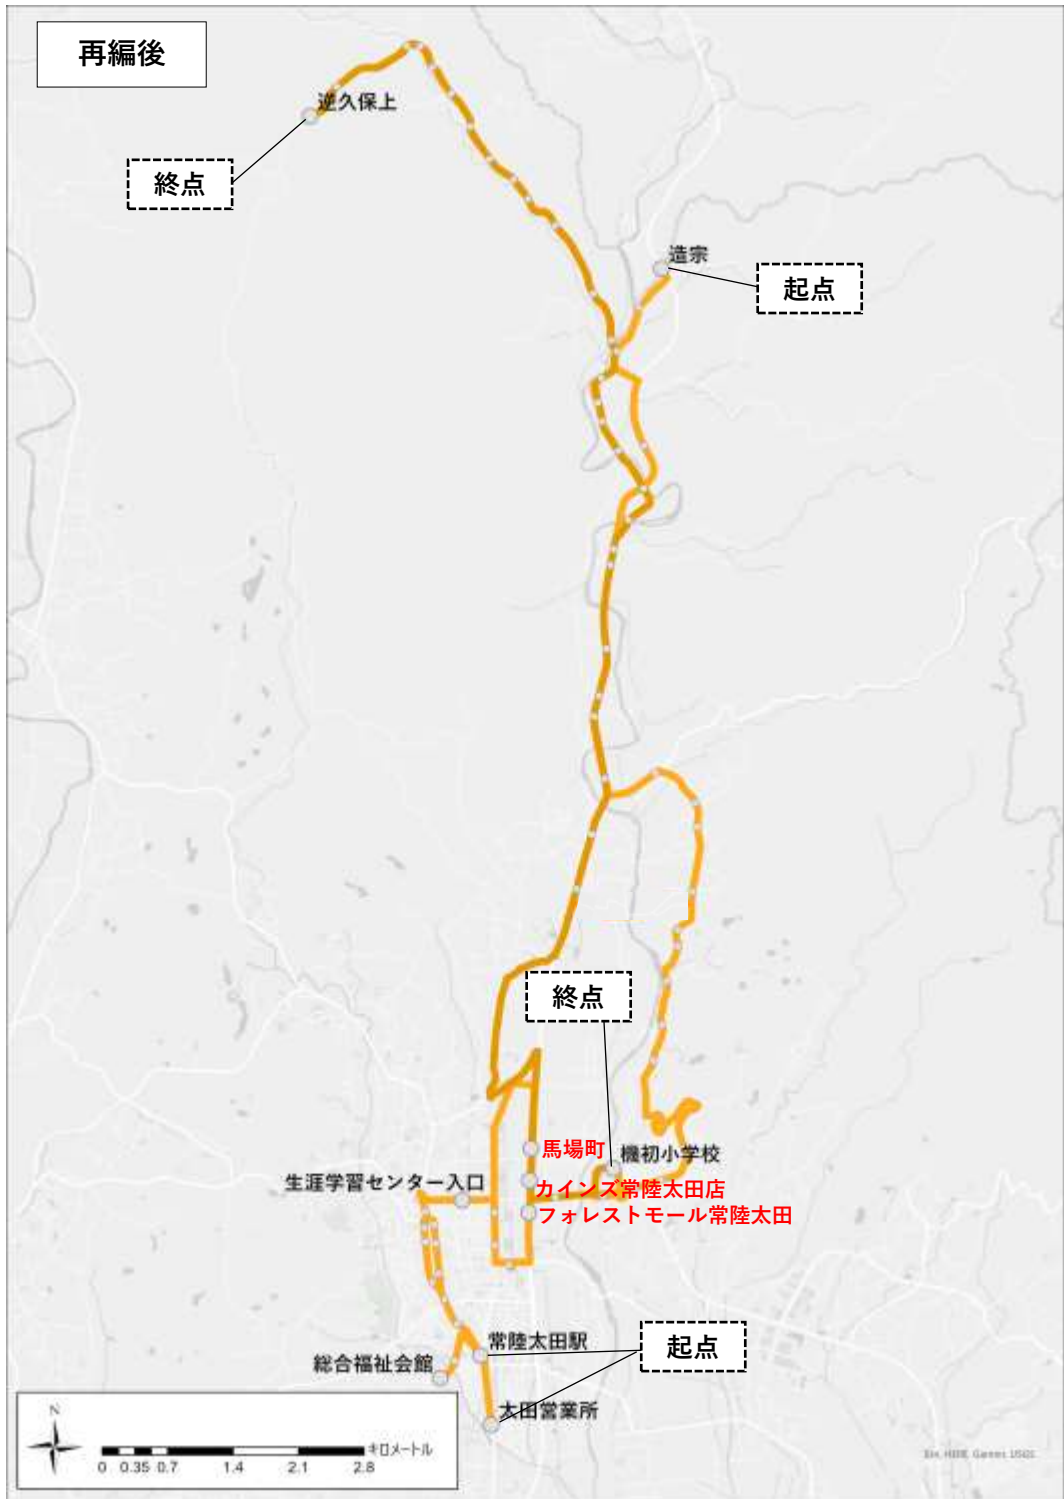 再編後
逆久保上
終点
造宗
起点
終点
馬場町
機初小学校
生涯学習センター入口
カインズ常陸太田店
フォレストモール常陸太田
常陸太田駅
起点
総合福祉会館
太田営業所
N
キロメートル
0 0.35 0.7 1.4 2.1 2.8
Esri, HERE, Garmin, USGS